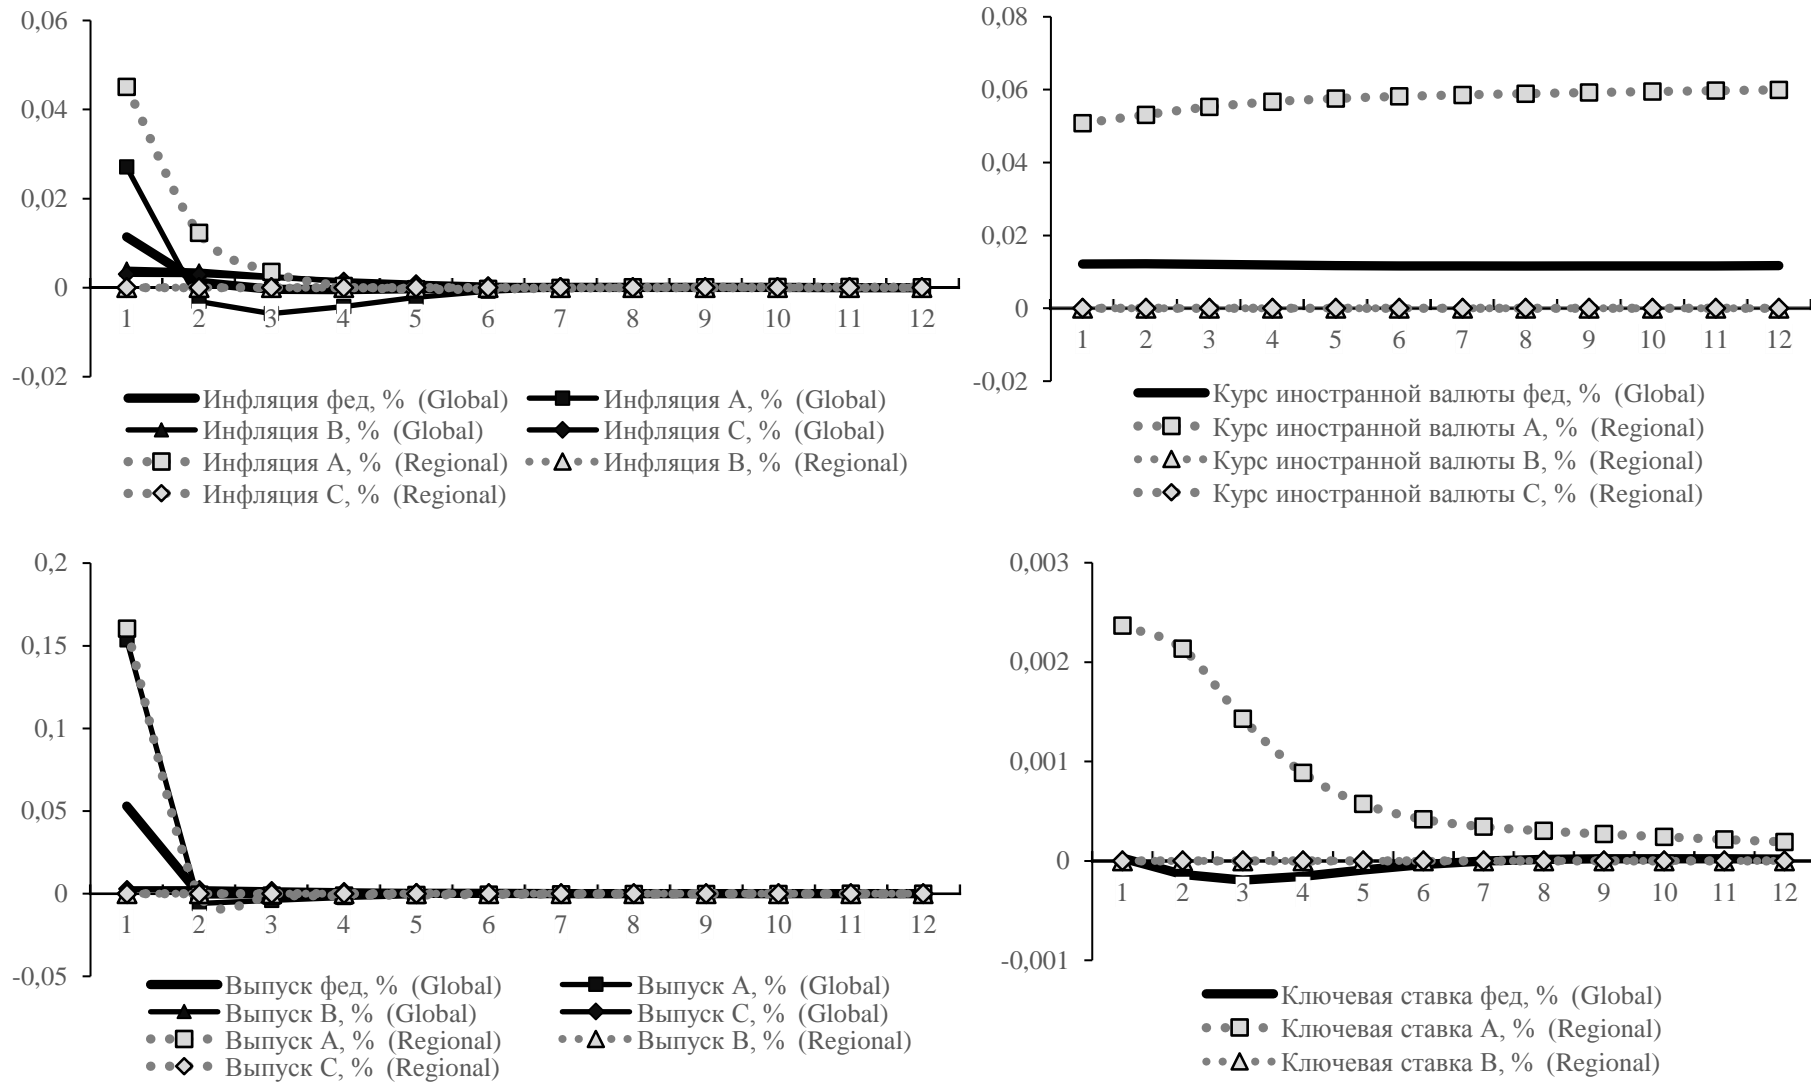 0,06
0,04
0,02
0
-0,02
1 2 3 4 5 6 7 8 9 10 11 12
Инфляция фед, % (Global) Инфляция A, % (Global)
Инфляция B, % (Global) Инфляция C, % (Global)
Инфляция A, % (Regional) Инфляция B, % (Regional)
Инфляция C, % (Regional)
0,08
0,06
0,04
0,02
0
-0,02
1 2 3 4 5 6 7 8 9 10 11 12
Курс иностранной валюты фед, % (Global)
Курс иностранной валюты A, % (Regional)
Курс иностранной валюты B, % (Regional)
Курс иностранной валюты C, % (Regional)
0,2
0,15
0,1
0,05
0
-0,05
1 2 3 4 5 6 7 8 9 10 11 12
Выпуск фед, % (Global) Выпуск A, % (Global)
Выпуск B, % (Global) Выпуск C, % (Global)
Выпуск A, % (Regional) Выпуск B, % (Regional)
Выпуск C, % (Regional)
0,003
0,002
0,001
0
-0,001
1 2 3 4 5 6 7 8 9 10 11 12
Ключевая ставка фед, % (Global)
Ключевая ставка A, % (Regional)
Ключевая ставка B, % (Regional)